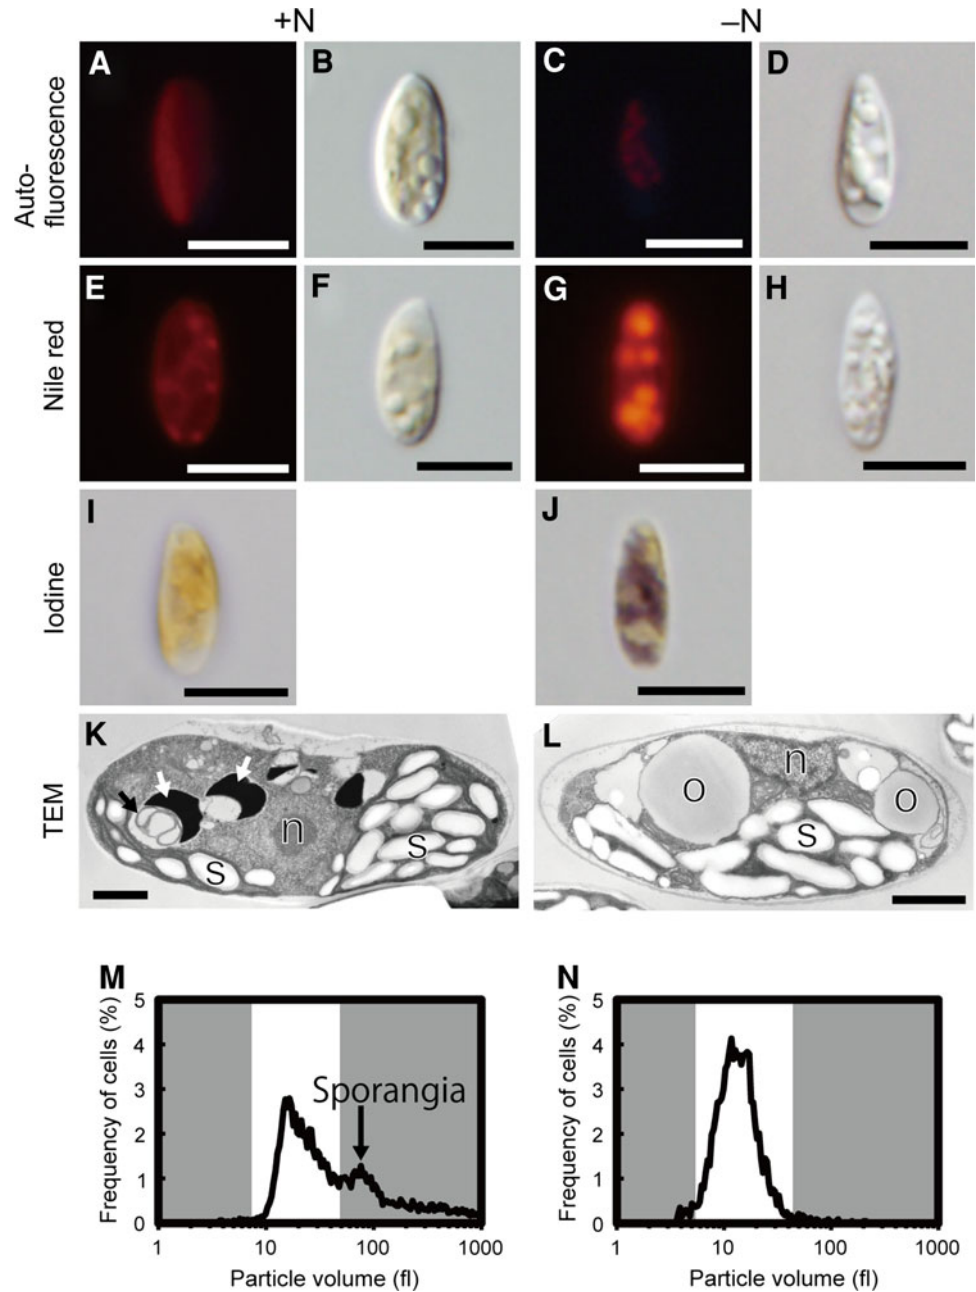 +N
–N
Auto-
fluorescence
A
B
C
D
Nile red
E
F
G
H
Iodine
I
J
TEM
K
n
S
S
L
O
n
O
S
M
Frequency of cells (%)
5
4
3
2
1
0
Sporangia
1
10
100
1000
Particle volume (fl)
N
Frequency of cells (%)
5
4
3
2
1
0
1
10
100
1000
Particle volume (fl)